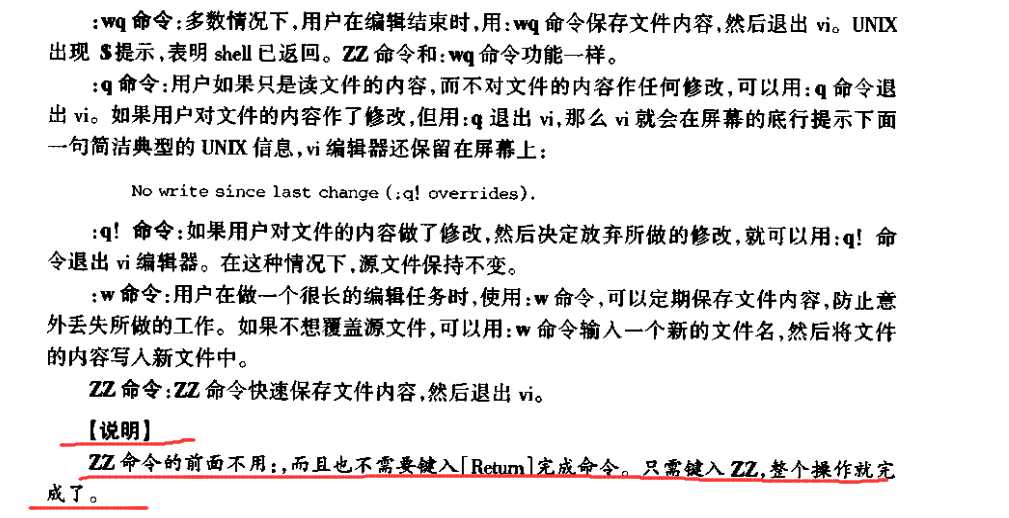 :wq 命令:多数情况下,用户在编辑结束时,用:wq 命令保存文件内容,然后退出 vi。UNIX
出现 $提示,表明 shell 已返回。ZZ 命令和:wq 命令功能一样。
:q 命令:用户如果只是读文件的内容,而不对文件的内容作任何修改,可以用:q 命令退
出 vi。如果用户对文件的内容作了修改,但用:q 退出 vi,那么 vi 就会在屏幕的底行提示下面
一句简洁典型的 UNIX 信息,vi 编辑器还保留在屏幕上:
No write since last change (:q! overrides).
:q! 命令:如果用户对文件的内容做了修改,然后决定放弃所做的修改,就可以用:q! 命
令退出 vi 编辑器。在这种情况下,源文件保持不变。
:w 命令:用户在做一个很长的编辑任务时,使用:w 命令,可以定期保存文件内容,防止意
外丢失所做的工作。如果不想覆盖源文件,可以用:w 命令输入一个新的文件名,然后将文件
的内容写入新文件中。
ZZ 命令:ZZ 命令快速保存文件内容,然后退出 vi。
【说明】
ZZ 命令的前面不用:,而且也不需要键入[Return]完成命令。只需键入 ZZ,整个操作就完
成了。